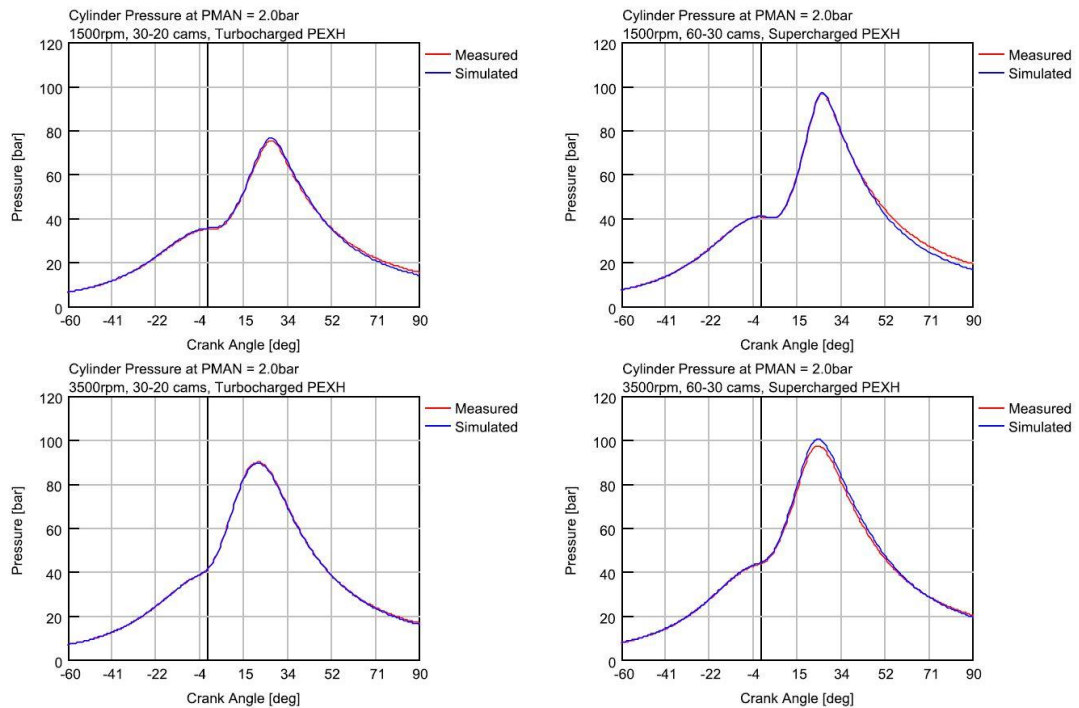 Cylinder Pressure at PMAN = 2.0bar
1500rpm, 30-20 cams, Turbocharged PEXH
120
100
80
60
40
20
0
Pressure [bar]
-60 -41 -22 -4 15 34 52 71 90
Crank Angle [deg]
Measured
Simulated
Cylinder Pressure at PMAN = 2.0bar
1500rpm, 60-30 cams, Supercharged PEXH
120
100
80
60
40
20
0
Pressure [bar]
-60 -41 -22 -4 15 34 52 71 90
Crank Angle [deg]
Measured
Simulated
Cylinder Pressure at PMAN = 2.0bar
3500rpm, 30-20 cams, Turbocharged PEXH
120
100
80
60
40
20
0
Pressure [bar]
-60 -41 -22 -4 15 34 52 71 90
Crank Angle [deg]
Measured
Simulated
Cylinder Pressure at PMAN = 2.0bar
3500rpm, 60-30 cams, Supercharged PEXH
120
100
80
60
40
20
0
Pressure [bar]
-60 -41 -22 -4 15 34 52 71 90
Crank Angle [deg]
Measured
Simulated